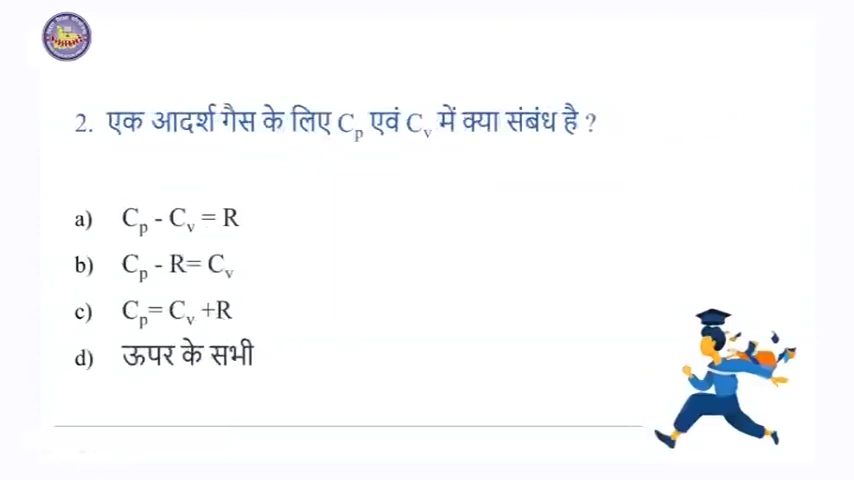 2. एक आदर्श गैस के लिए Cp एवं Cv में क्या संबंध है ?
a) Cp - Cv = R
b) Cp - R= Cv
c) Cp= Cv +R
d) ऊपर के सभी